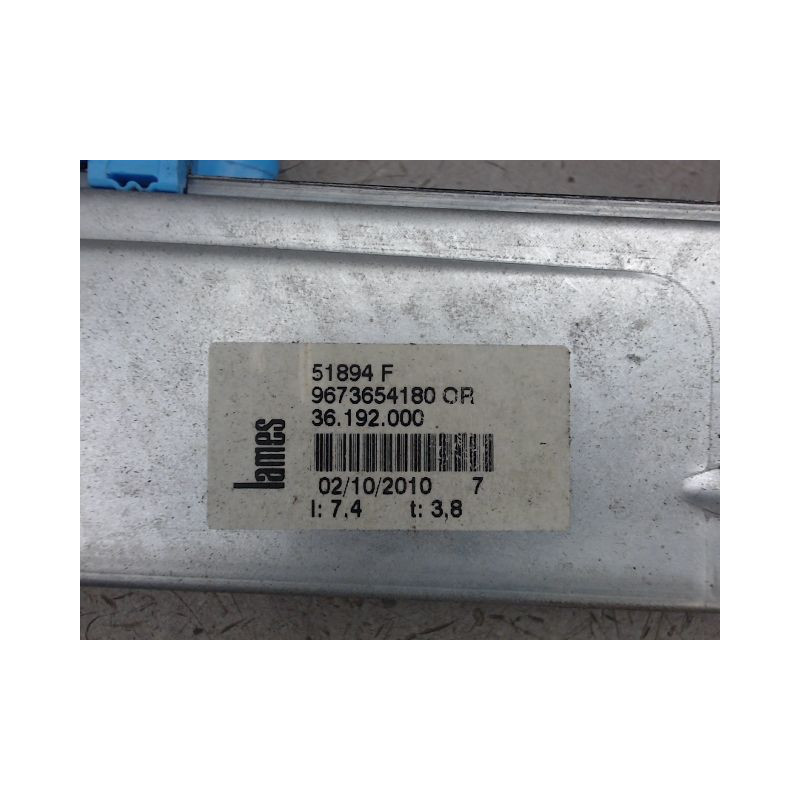 51894 F
9673654180 OR
36.192.000
lames
02/10/2010 7
I: 7,4 t: 3,8